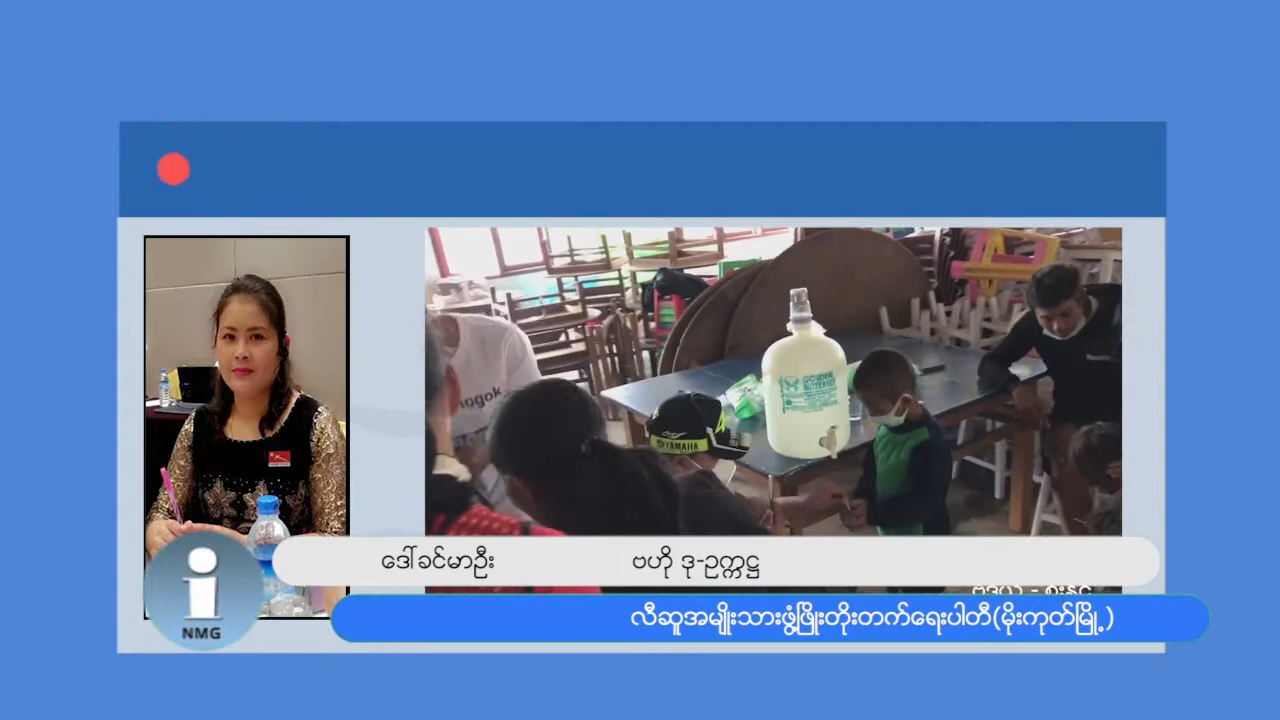 ogok
YAMAHA
ဒေါ်ခင်မာဦး ဗဟို ဒု-ဥက္ကဋ္ဌ
လီဆူအမျိုးသားဖွံ့ဖြိုးတိုးတက်ရေးပါတီ(မိုးကုတ်မြို့)
NMG